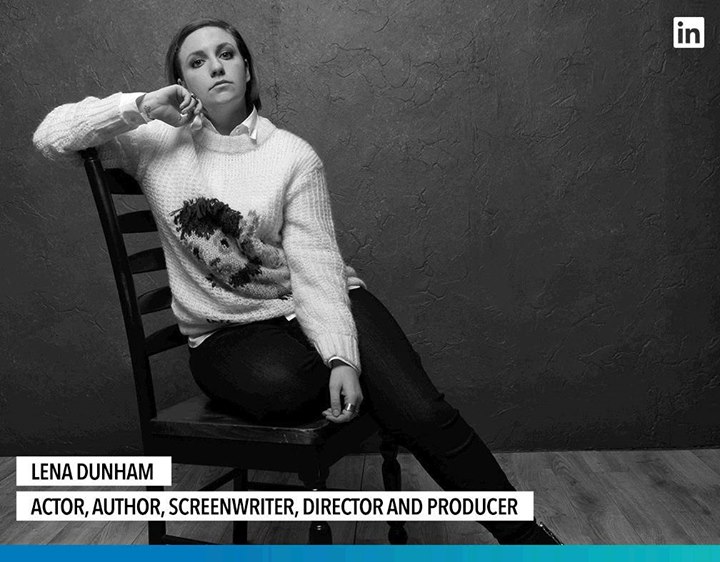 in
LENA DUNHAM
ACTOR, AUTHOR, SCREENWRITER, DIRECTOR AND PRODUCER